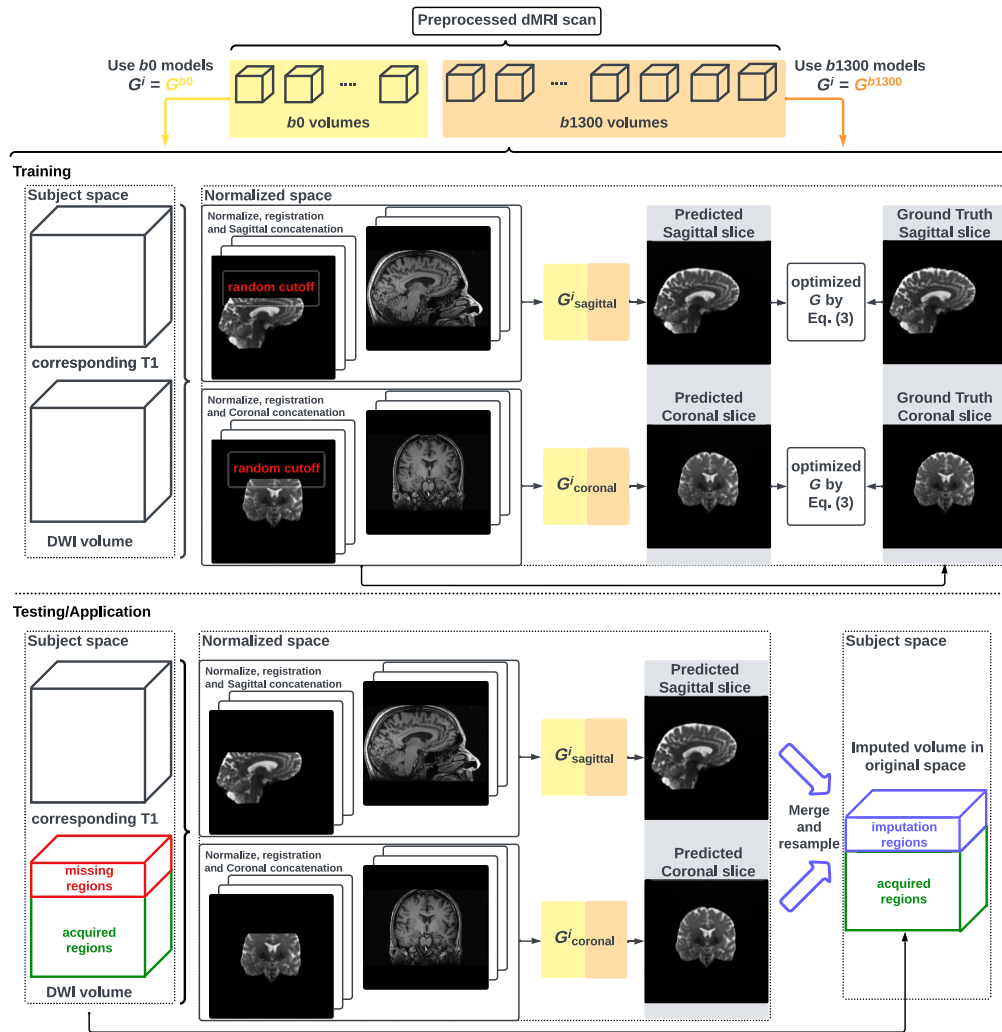 Preprocessed dMRI scan
Use b0 models
G^i = G^b0
....
....
b0 volumes
b1300 volumes
Use b1300 models
G^i = G^b1300
Training
Subject space
corresponding T1
DWI volume
Normalized space
Normalize, registration
and Sagittal concatenation
random cutoff
G^i sagittal
Predicted
Sagittal slice
optimized
G by
Eq. (3)
Ground Truth
Sagittal slice
Normalize, registration
and Coronal concatenation
random cutoff
G^i coronal
Predicted
Coronal slice
optimized
G by
Eq. (3)
Ground Truth
Coronal slice
Testing/Application
Subject space
corresponding T1
missing
regions
acquired
regions
DWI volume
Normalized space
Normalize, registration
and Sagittal concatenation
G^i sagittal
Predicted
Sagittal slice
Normalize, registration
and Coronal concatenation
G^i coronal
Predicted
Coronal slice
Merge
and
resample
Subject space
Imputed volume in
original space
imputation
regions
acquired
regions